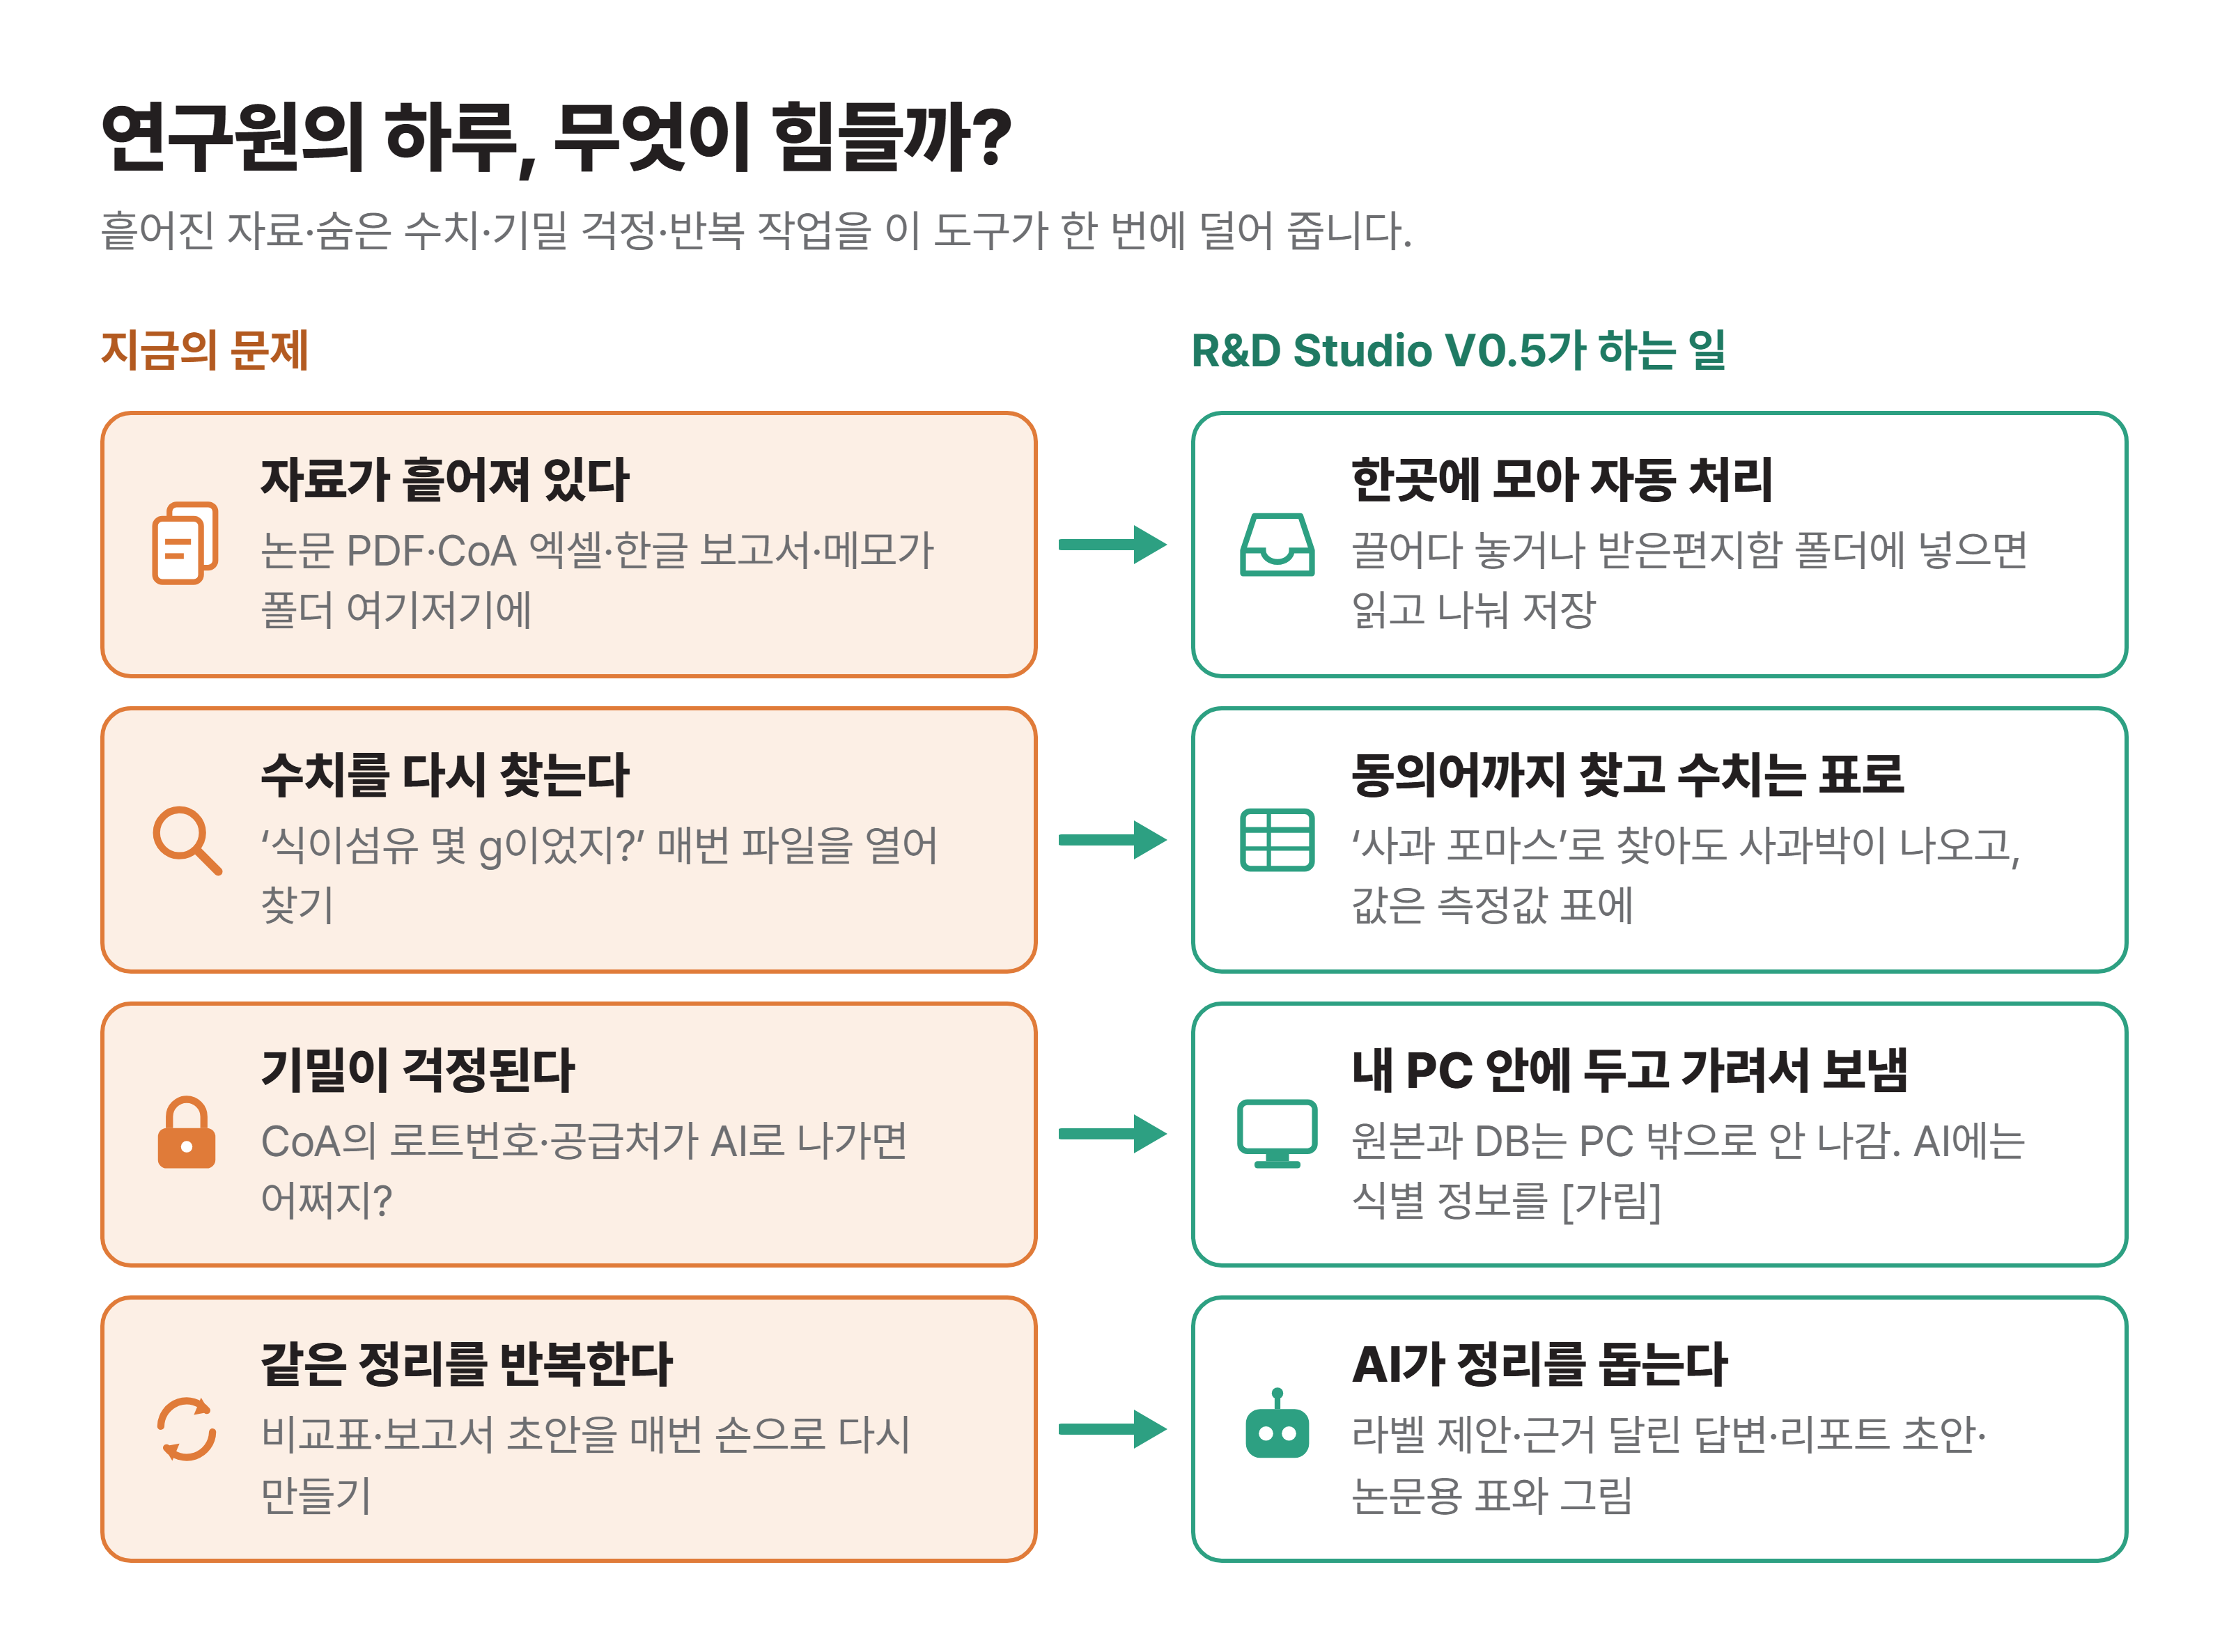 연구원의 하루, 무엇이 힘들까?
흩어진 자료·숨은 수치·기밀 걱정·반복 작업을 이 도구가 한 번에 덜어 줍니다.
지금의 문제
자료가 흩어져 있다
논문 PDF·CoA 엑셀·한글 보고서·메모가
폴더 여기저기에
수치를 다시 찾는다
‘식이섬유 몇 g이었지?’ 매번 파일을 열어
찾기
기밀이 걱정된다
CoA의 로트번호·공급처가 AI로 나가면
어쩌지?
같은 정리를 반복한다
비교표·보고서 초안을 매번 손으로 다시
만들기
R&D Studio V0.5가 하는 일
한곳에 모아 자동 처리
끌어다 놓거나 받은편지함 폴더에 넣으면
읽고 나눠 저장
동의어까지 찾고 수치는 표로
‘사과 포마스’로 찾아도 사과박이 나오고,
값은 측정값 표에
내 PC 안에 두고 가려서 보냄
원본과 DB는 PC 밖으로 안 나감. AI에는
식별 정보를 [가림]
AI가 정리를 돕는다
라벨 제안·근거 달린 답변·리포트 초안·
논문용 표와 그림